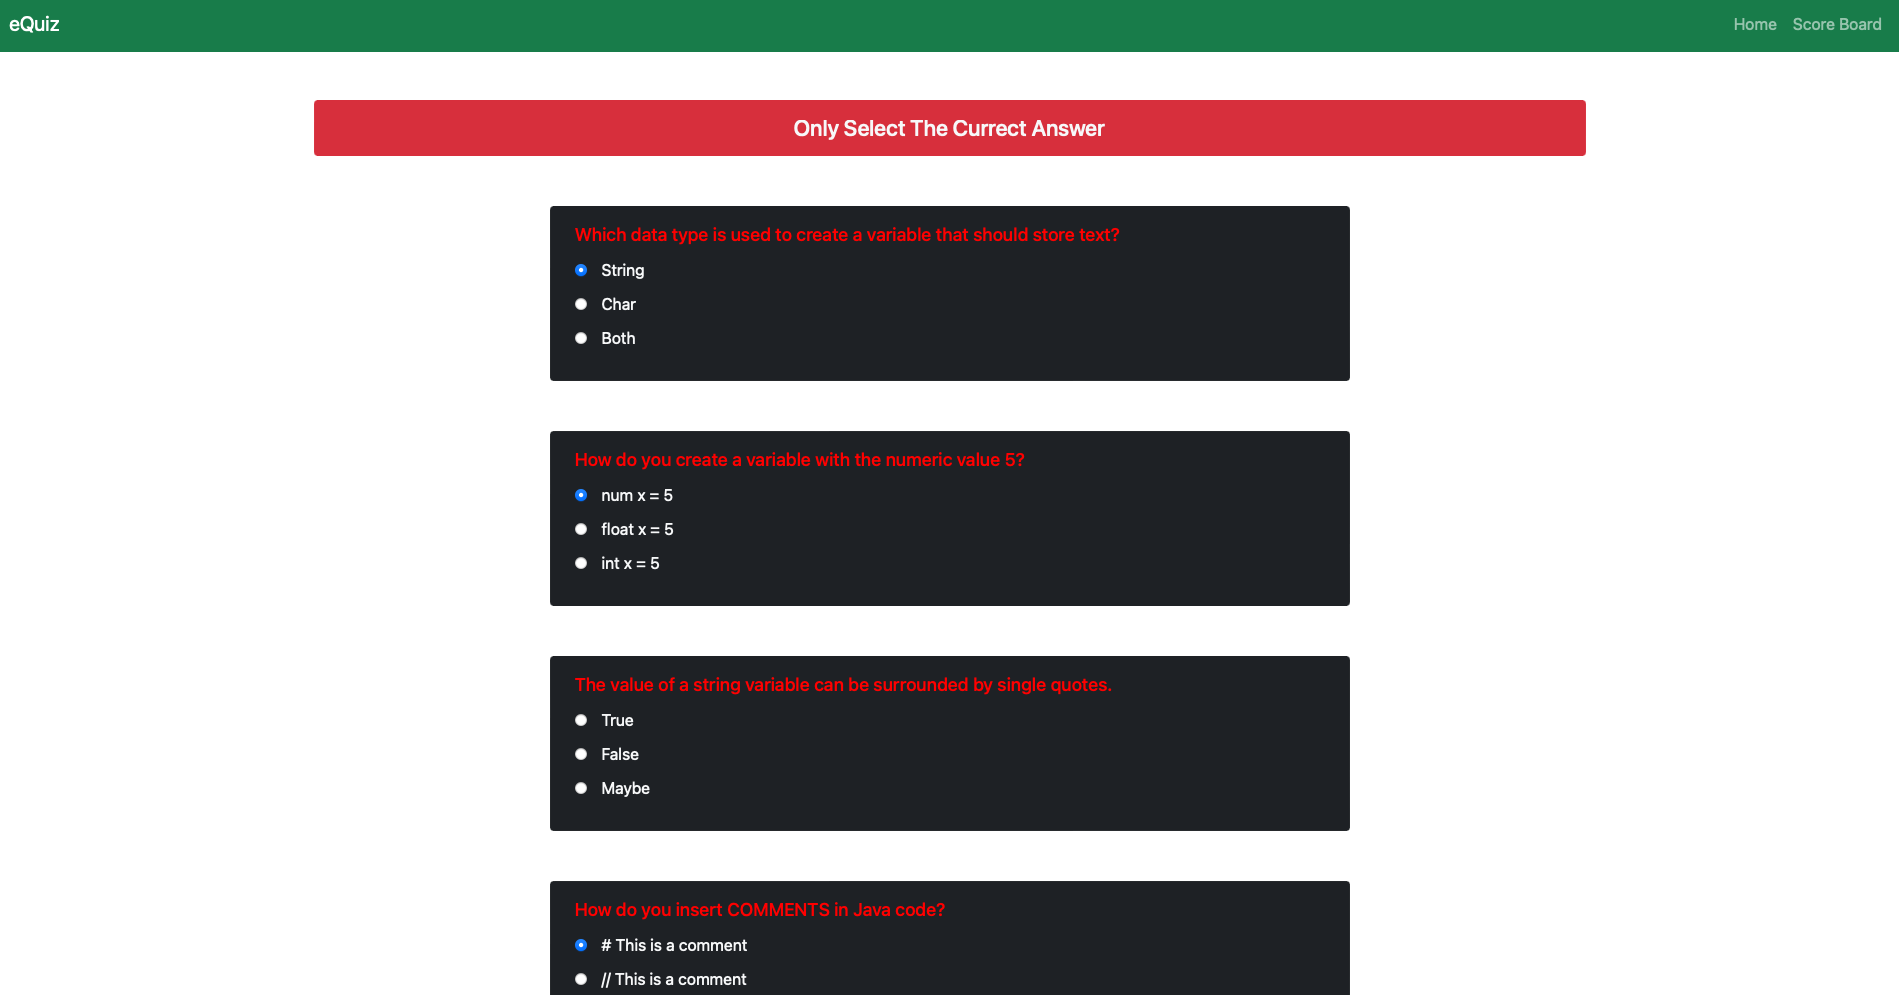 eQuiz
Home
Score Board
Only Select The Currect Answer
Which data type is used to create a variable that should store text?
String
Char
Both
How do you create a variable with the numeric value 5?
num x = 5
float x = 5
int x = 5
The value of a string variable can be surrounded by single quotes.
True
False
Maybe
How do you insert COMMENTS in Java code?
# This is a comment
// This is a comment